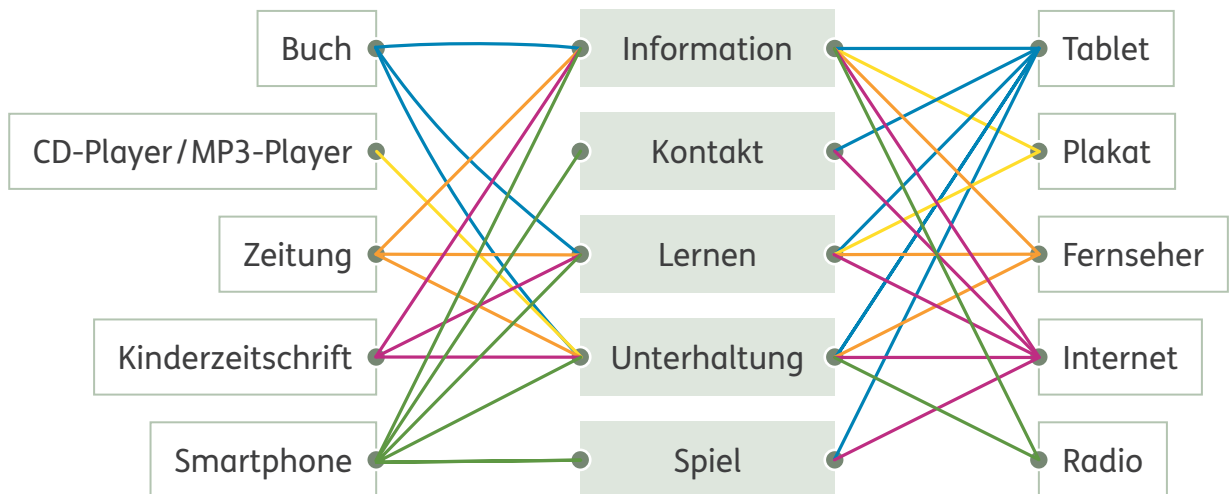 Buch
Information
Tablet
CD-Player/MP3-Player
Kontakt
Plakat
Zeitung
Lernen
Fernseher
Kinderzeitschrift
Unterhaltung
Internet
Smartphone
Spiel
Radio